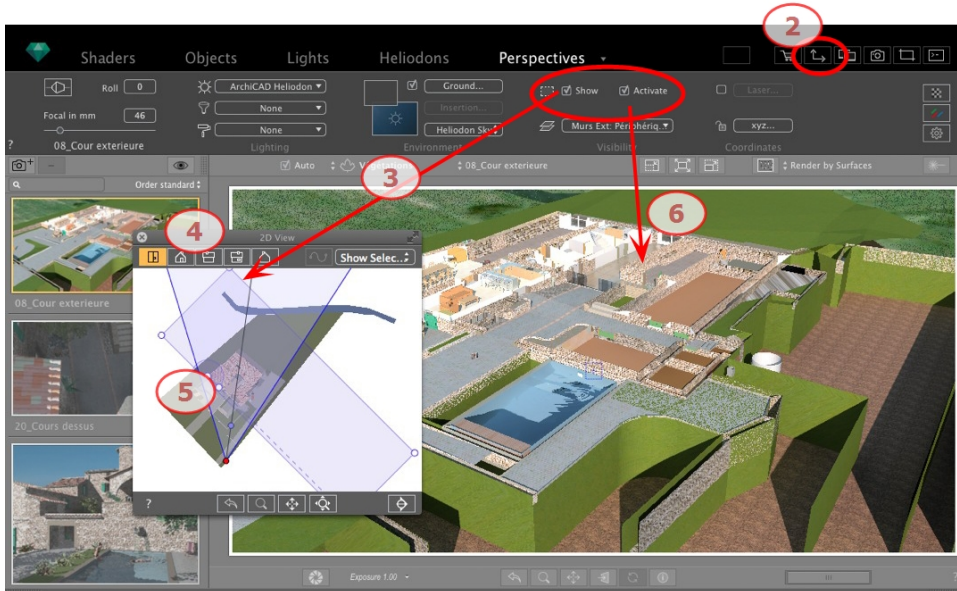 2
Shaders Objects Lights Heliodons Perspectives
Roll 0 ArchiCAD Heliodon Ground... Show Activate Laser...
None Insertion...
Focal in mm 46
None Heliodon Sky Murs Ext: Périphériq. xyz...
? 08_Cour exterieure Lighting Environment Visibility Coordinates
Auto 08_Cour exterieure Render by Surfaces
3
Order standard
4
6
2D View
Show Selec..
08_Cour exterieure
5
20_Cours dessus
?
Exposure 1.00